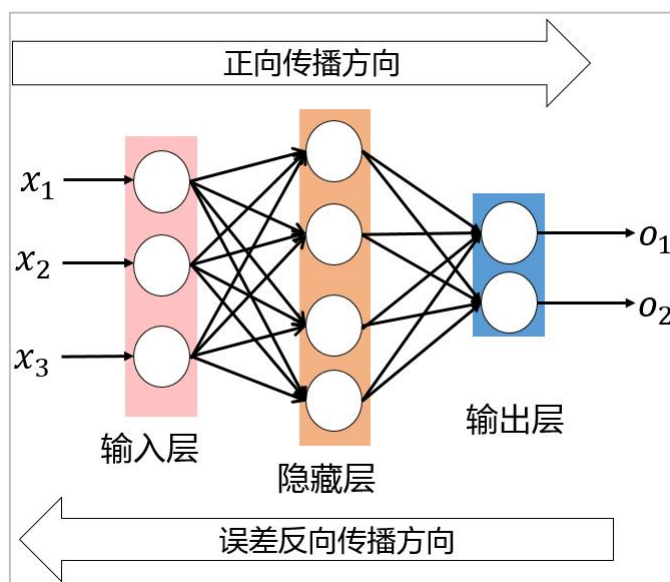 正向传播方向
x₁
x₂
x₃
o₁
o₂
输入层
隐藏层
输出层
误差反向传播方向